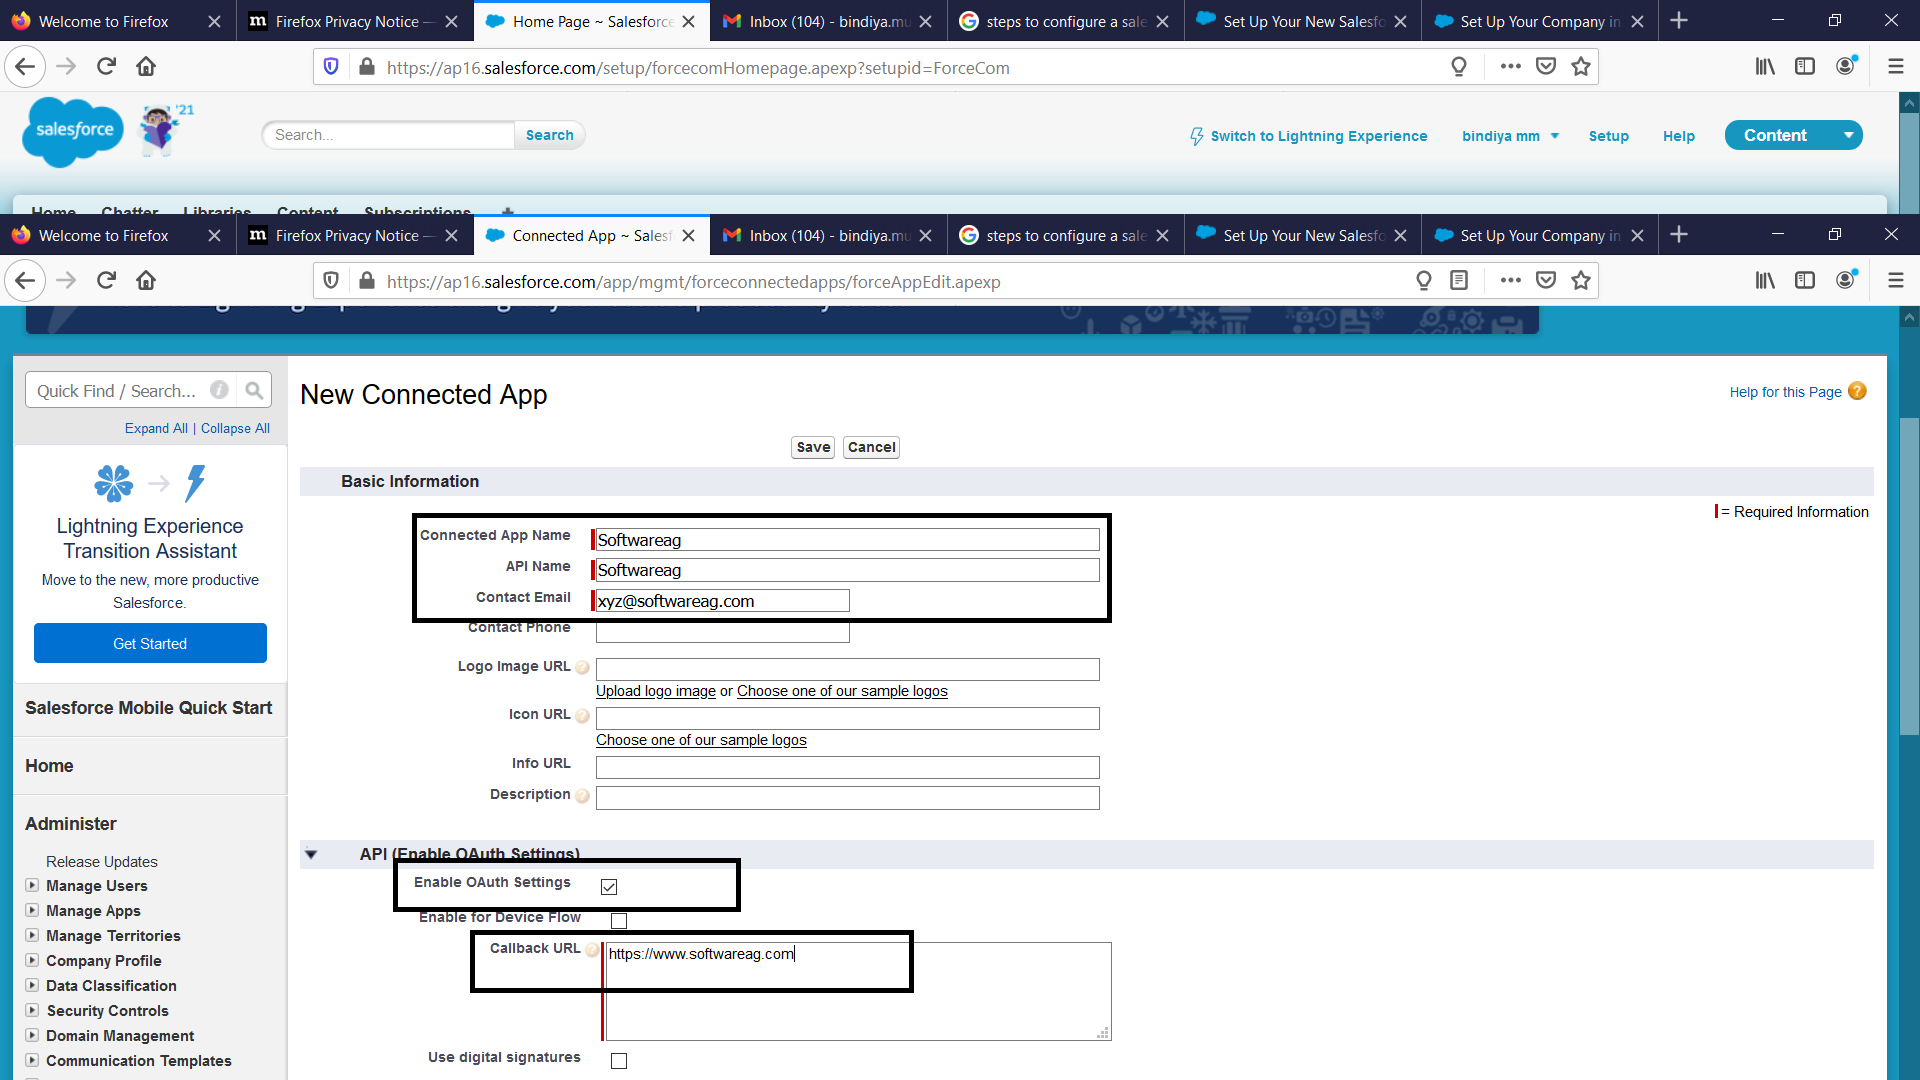 Welcome to Firefox
Firefox Privacy Notice —
Home Page ~ Salesforce
Inbox (104) - bindiya.mu
steps to configure a sale
Set Up Your New Salesfo
Set Up Your Company in
https://ap16.salesforce.com/setup/forcecomHomepage.apexp?setupid=ForceCom
salesforce
'21
Search...
Search
Switch to Lightning Experience
bindiya mm
Setup
Help
Content
Home Chatter Libraries Content Subscriptions +
Welcome to Firefox
Firefox Privacy Notice —
Connected App ~ Salesf
Inbox (104) - bindiya.mu
steps to configure a sale
Set Up Your New Salesfo
Set Up Your Company in
https://ap16.salesforce.com/app/mgmt/forceconnectedapps/forceAppEdit.apexp
Quick Find / Search...
Expand All | Collapse All
Lightning Experience
Transition Assistant
Move to the new, more productive
Salesforce.
Get Started
Salesforce Mobile Quick Start
Home
Administer
Release Updates
Manage Users
Manage Apps
Manage Territories
Company Profile
Data Classification
Security Controls
Domain Management
Communication Templates
New Connected App
Help for this Page
Save
Cancel
Basic Information
= Required Information
Connected App Name Softwareag
API Name Softwareag
Contact Email xyz@softwareag.com
Contact Phone
Logo Image URL
Upload logo image or Choose one of our sample logos
Icon URL
Choose one of our sample logos
Info URL
Description
API (Enable OAuth Settings)
Enable OAuth Settings
Enable for Device Flow
Callback URL https://www.softwareag.com
Use digital signatures